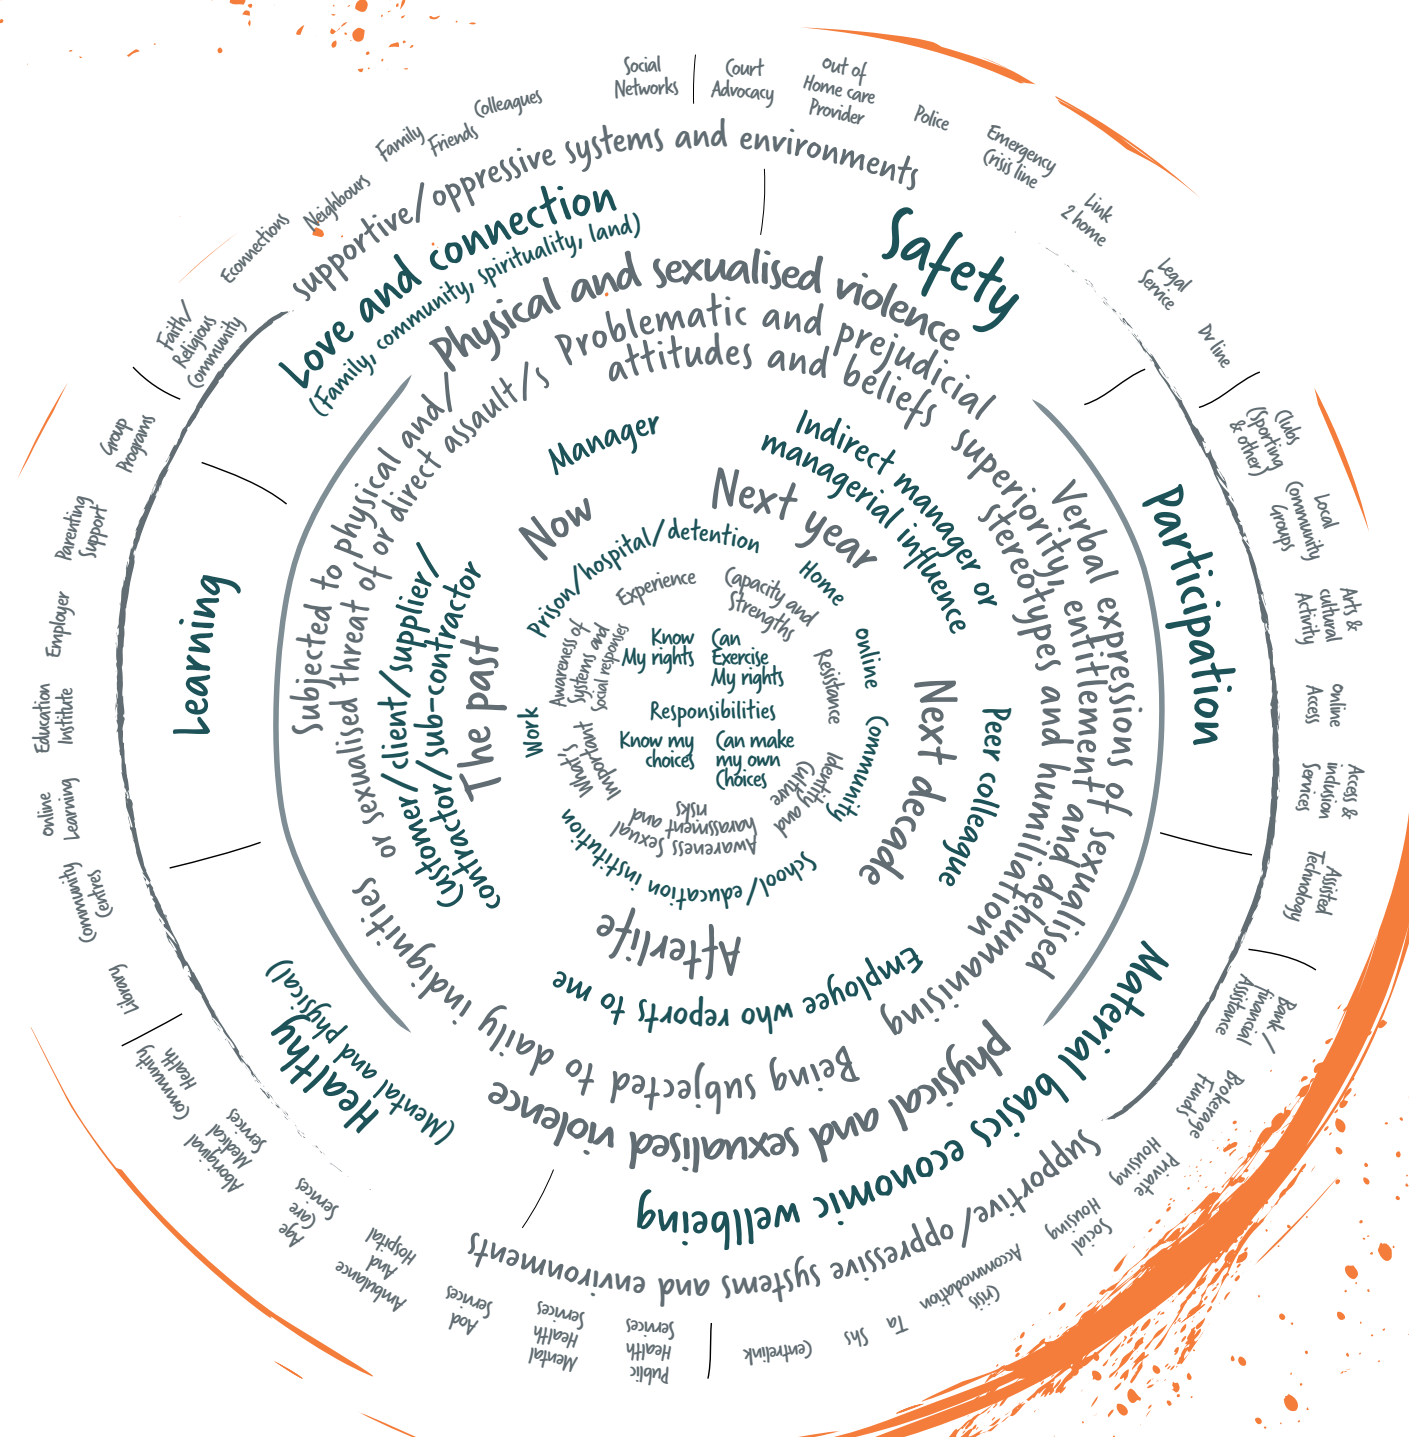 Social
Networks
Court
Advocacy
Out of
Home care
Provider
Police
Emergency
Crisis line
Link
2 home
Legal
Service
Dv line
Clubs
(Sporting
& other)
Local
Community
Groups
Arts &
cultural
Activity
Online
Access
Access &
inclusion
Services
Assisted
Technology
Bank /
financial
Assistance
Brokerage
Funds
Private
Housing
Social
Housing
Crisis
Accommodation
Ta
Shs
Centrelink
Public
Health
Services
Mental
Health
Services
Aod
Services
Ambulance
And
Hospital
Age
Care
Services
Aboriginal
Medical
Services
Community
Health
Library
Community
Centres
Online
Learning
Education
Institute
Employer
Parenting
Support
Group
Programs
Faith/
Religious
Community
Econnections
Neighbours
Family
Friends
Colleagues
supportive/oppressive systems and environments
Supportive/oppressive systems and environments
Love and connection
(Family, community, spirituality, land)
Safety
Participation
Material basics economic wellbeing
Healthy
(Mental and physical)
Learning
Physical and sexualised violence
Problematic and prejudicial
attitudes and beliefs
superiority, entitlement and dehumanising
stereotypes and humiliation
Verbal expressions of sexualised
physical and sexualised violence
Being subjected to daily indignities
Subjected to physical and/
or sexualised threat of or direct assault/s
Manager
Indirect manager or
managerial influence
Peer colleague
Employee who reports to me
Customer/client/supplier/
contractor/sub-contractor
Now
Next year
Next decade
Afterlife
The past
Prison/hospital/detention
Home
Online
Community
School/education institution
Work
Experience
Capacity and
Strengths
Resistance
Identity and
Culture
Awareness Sexual
harassment and
risks
What's
Important
Awareness of
Systems and
Social responses
Know
My rights
Can
Exercise
My rights
Responsibilities
Know my
choices
Can make
my own
Choices